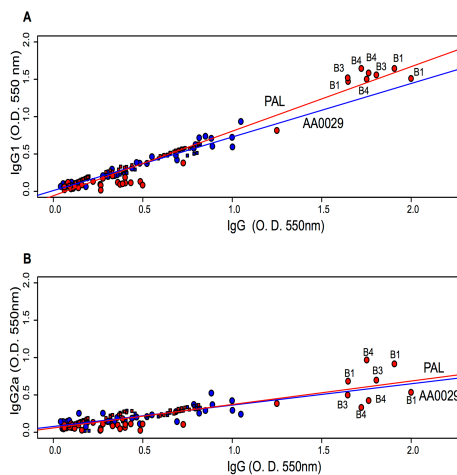 A
IgG1 (O. D. 550 nm)
2.0
1.5
1.0
0.5
0.0
B3 B4 B4 B3 B1
B1 B4 B1
PAL
AA0029
0.0 0.5 1.0 1.5 2.0
IgG (O. D. 550nm)
B
IgG2a (O. D. 550nm)
2.0
1.5
1.0
0.5
0.0
B4 B1
B1 B3
PAL
B3 B4 B4 B1
AA0029
0.0 0.5 1.0 1.5 2.0
IgG (O. D. 550nm)